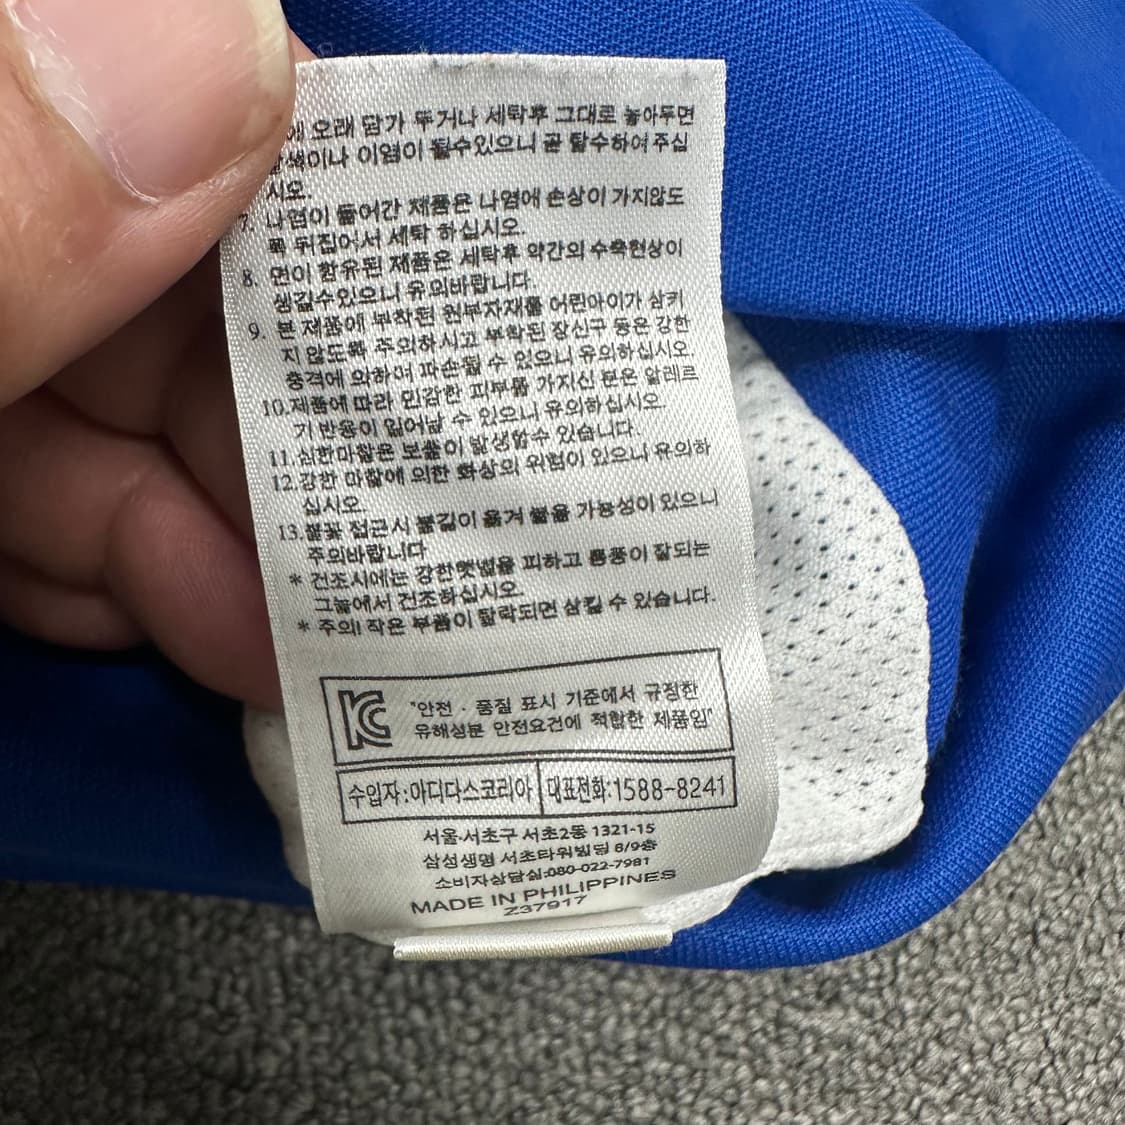 에 오래 담가 두거나 세탁후 그대로 놓아두면
이나 이염이 될수있으니 곧 탈수하여 주십
시오.
7. 나염이 들어간 제품은 나염에 손상이 가지않도
록 뒤집어서 세탁 하십시오.
8. 면이 함유된 제품은 세탁후 약간의 수축현상이
생길수있으니 유의바랍니다.
9. 본 제품에 부착된 원부자재를 어린아이가 삼키
지 않도록 주의하시고 부착된 장신구 등은 강한
충격에 의하여 파손될 수 있으니 유의하십시오.
10.제품에 따라 민감한 피부를 가지신 분은 알레르
기 반응이 일어날 수 있으니 유의하십시오.
11.심한마찰은 보풀이 발생할수 있습니다.
12.강한 마찰에 의한 화상의 위험이 있으니 유의하
십시오.
13.불꽃 접근시 불길이 옮겨 붙을 가능성이 있으니
주의바랍니다
* 건조시에는 강한햇볕을 피하고 통풍이 잘되는
그늘에서 건조하십시오.
* 주의! 작은 부품이 탈락되면 삼킬 수 있습니다.
KC
"안전 · 품질 표시 기준에서 규정한
유해성분 안전요건에 적합한 제품임"
수입자:아디다스코리아 대표전화:1588-8241
서울·서초구 서초2동 1321-15
삼성생명 서초타워빌딩 8/9층
소비자상담실:080-022-7981
MADE IN PHILIPPINES
Z37917